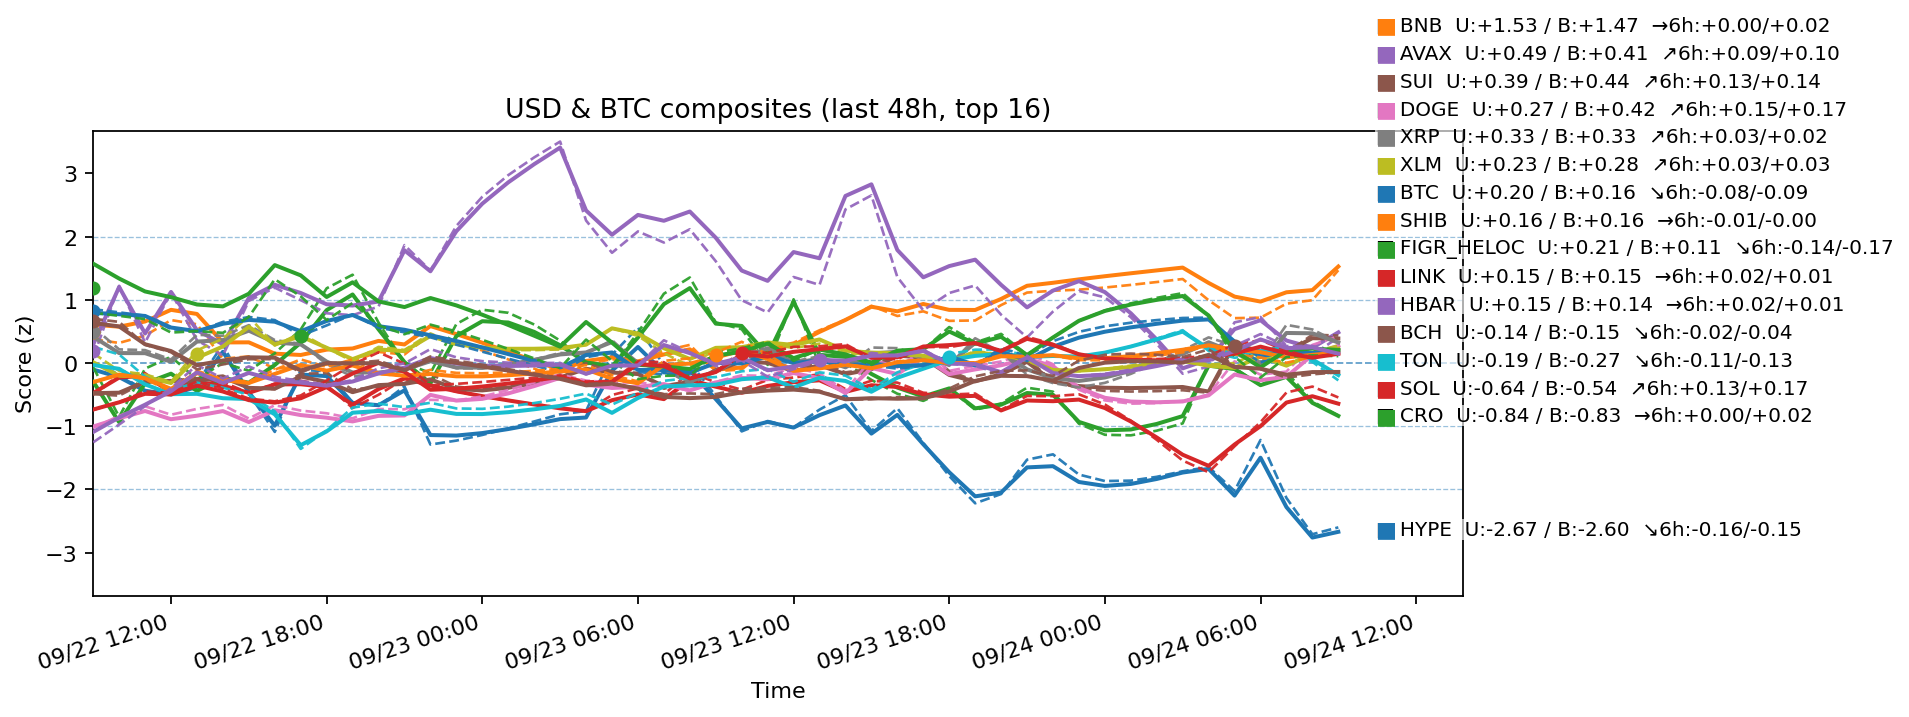 BNB  U:+1.53 / B:+1.47  →6h:+0.00/+0.02
AVAX  U:+0.49 / B:+0.41  ↗6h:+0.09/+0.10
SUI  U:+0.39 / B:+0.44  ↗6h:+0.13/+0.14
DOGE  U:+0.27 / B:+0.42  ↗6h:+0.15/+0.17
XRP  U:+0.33 / B:+0.33  ↗6h:+0.03/+0.02
XLM  U:+0.23 / B:+0.28  ↗6h:+0.03/+0.03
BTC  U:+0.20 / B:+0.16  ↘6h:-0.08/-0.09
SHIB  U:+0.16 / B:+0.16  →6h:-0.01/-0.00
FIGR_HELOC  U:+0.21 / B:+0.11  ↘6h:-0.14/-0.17
LINK  U:+0.15 / B:+0.15  →6h:+0.02/+0.01
HBAR  U:+0.15 / B:+0.14  →6h:+0.02/+0.01
BCH  U:-0.14 / B:-0.15  ↘6h:-0.02/-0.04
TON  U:-0.19 / B:-0.27  ↘6h:-0.11/-0.13
SOL  U:-0.64 / B:-0.54  ↗6h:+0.13/+0.17
CRO  U:-0.84 / B:-0.83  →6h:+0.00/+0.02
HYPE  U:-2.67 / B:-2.60  ↘6h:-0.16/-0.15
USD & BTC composites (last 48h, top 16)
Score (z)
3
2
1
0
−1
−2
−3
09/22 12:00
09/22 18:00
09/23 00:00
09/23 06:00
09/23 12:00
09/23 18:00
09/24 00:00
09/24 06:00
09/24 12:00
Time